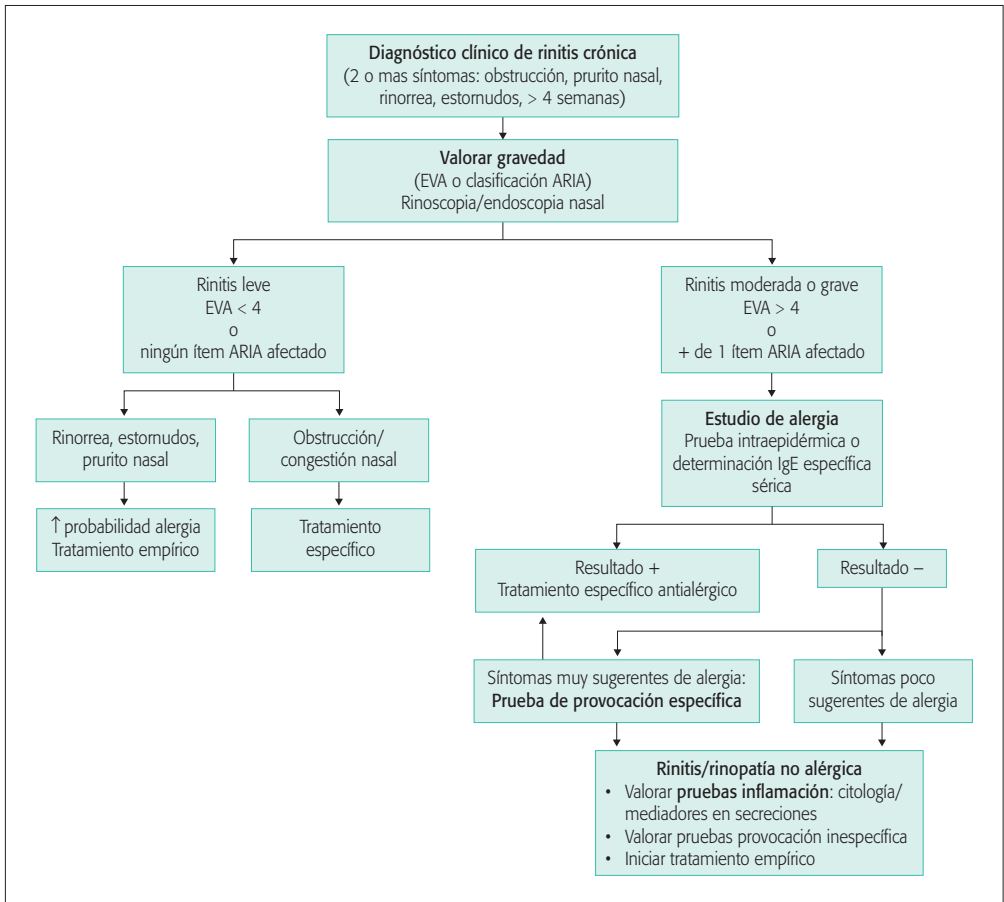 Diagnóstico clínico de rinitis crónica
(2 o mas síntomas: obstrucción, prurito nasal,
rinorrea, estornudos, > 4 semanas)
Valorar gravedad
(EVA o clasificación ARIA)
Rinoscopia/endoscopia nasal
Rinitis leve
EVA < 4
o
ningún ítem ARIA afectado
Rinitis moderada o grave
EVA > 4
o
+ de 1 ítem ARIA afectado
Rinorrea, estornudos,
prurito nasal
Obstrucción/
congestión nasal
Estudio de alergia
Prueba intraepidérmica o
determinación IgE específica
sérica
↑ probabilidad alergia
Tratamiento empírico
Tratamiento
específico
Resultado +
Tratamiento específico antialérgico
Resultado –
Síntomas muy sugerentes de alergia:
Prueba de provocación específica
Síntomas poco
sugerentes de alergia
Rinitis/rinopatía no alérgica
• Valorar pruebas inflamación: citología/
mediadores en secreciones
• Valorar pruebas provocación inespecífica
• Iniciar tratamiento empírico